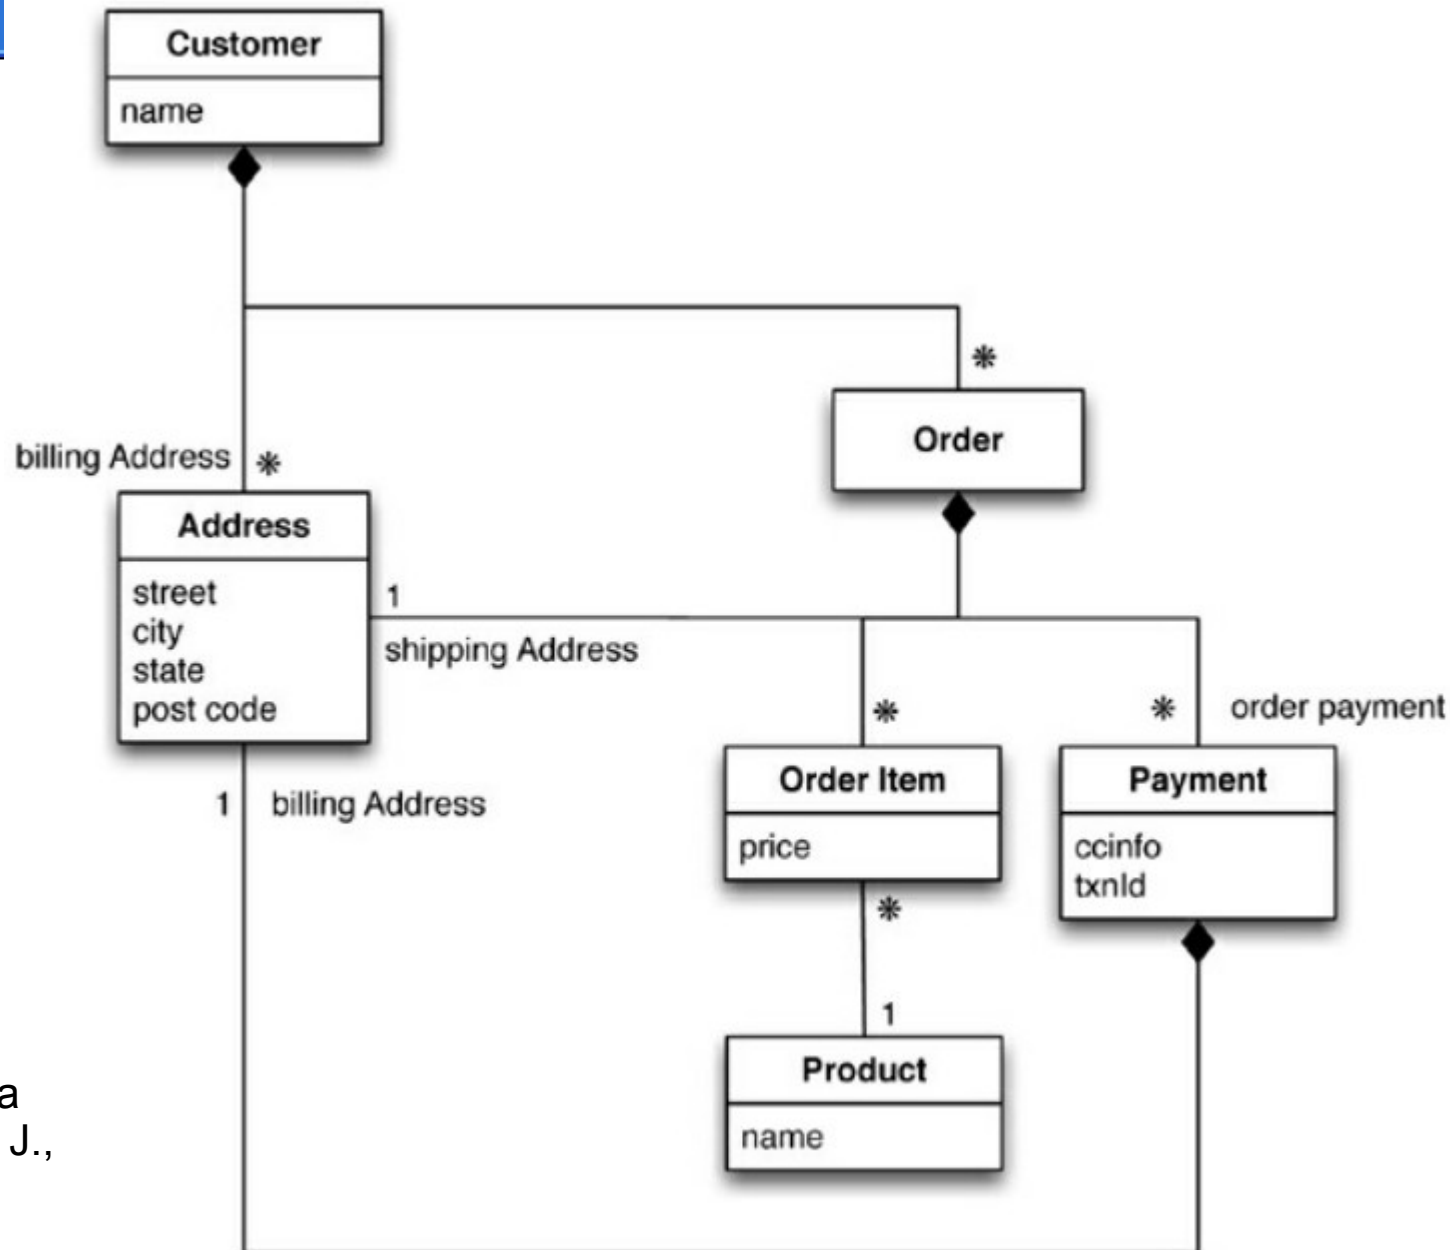 Customer
name
*
Order
billing Address *
Address
street
city
state
post code
1
shipping Address
* order payment
*
Order Item
price
Payment
ccinfo
txnId
1 billing Address
*
1
Product
name
a
J.,